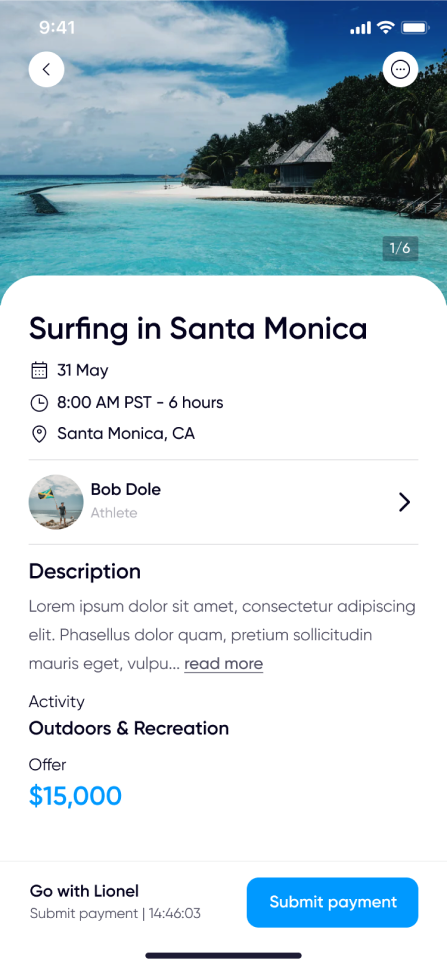 9:41
1/6
Surfing in Santa Monica
31 May
8:00 AM PST - 6 hours
Santa Monica, CA
Bob Dole
Athlete
Description
Lorem ipsum dolor sit amet, consectetur adipiscing
elit. Phasellus dolor quam, pretium sollicitudin
mauris eget, vulpu... read more
Activity
Outdoors & Recreation
Offer
$15,000
Go with Lionel
Submit payment | 14:46:03
Submit payment